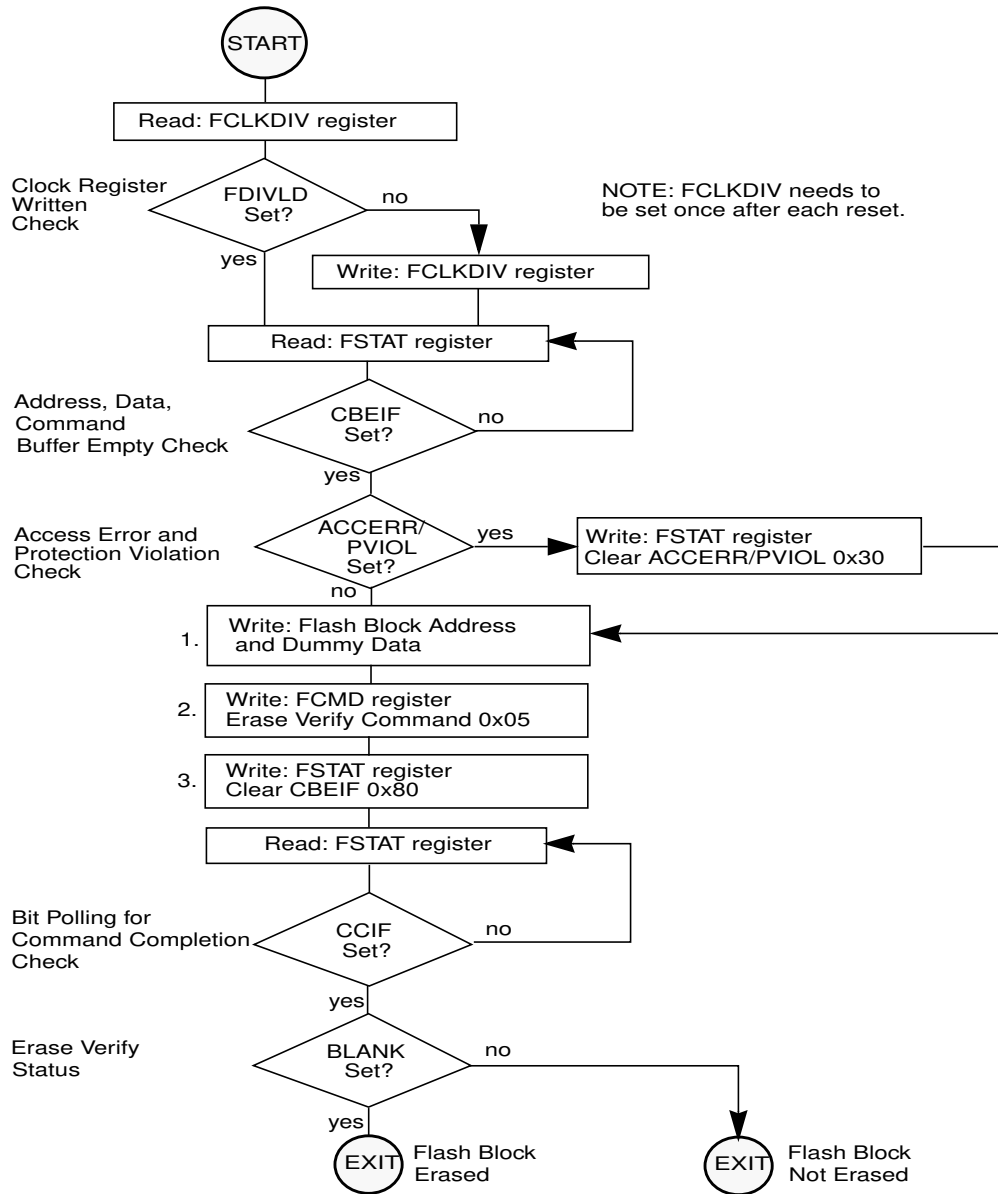 START
Read: FCLKDIV register
Clock Register
Written
Check
FDIVLD
Set?
no
yes
NOTE: FCLKDIV needs to
be set once after each reset.
Write: FCLKDIV register
Read: FSTAT register
Address, Data,
Command
Buffer Empty Check
CBEIF
Set?
no
yes
Access Error and
Protection Violation
Check
ACCERR/
PVIOL
Set?
yes
no
Write: FSTAT register
Clear ACCERR/PVIOL 0x30
1.
Write: Flash Block Address
and Dummy Data
2.
Write: FCMD register
Erase Verify Command 0x05
3.
Write: FSTAT register
Clear CBEIF 0x80
Read: FSTAT register
Bit Polling for
Command Completion
Check
CCIF
Set?
no
yes
Erase Verify
Status
BLANK
Set?
no
yes
EXIT
Flash Block
Erased
EXIT
Flash Block
Not Erased